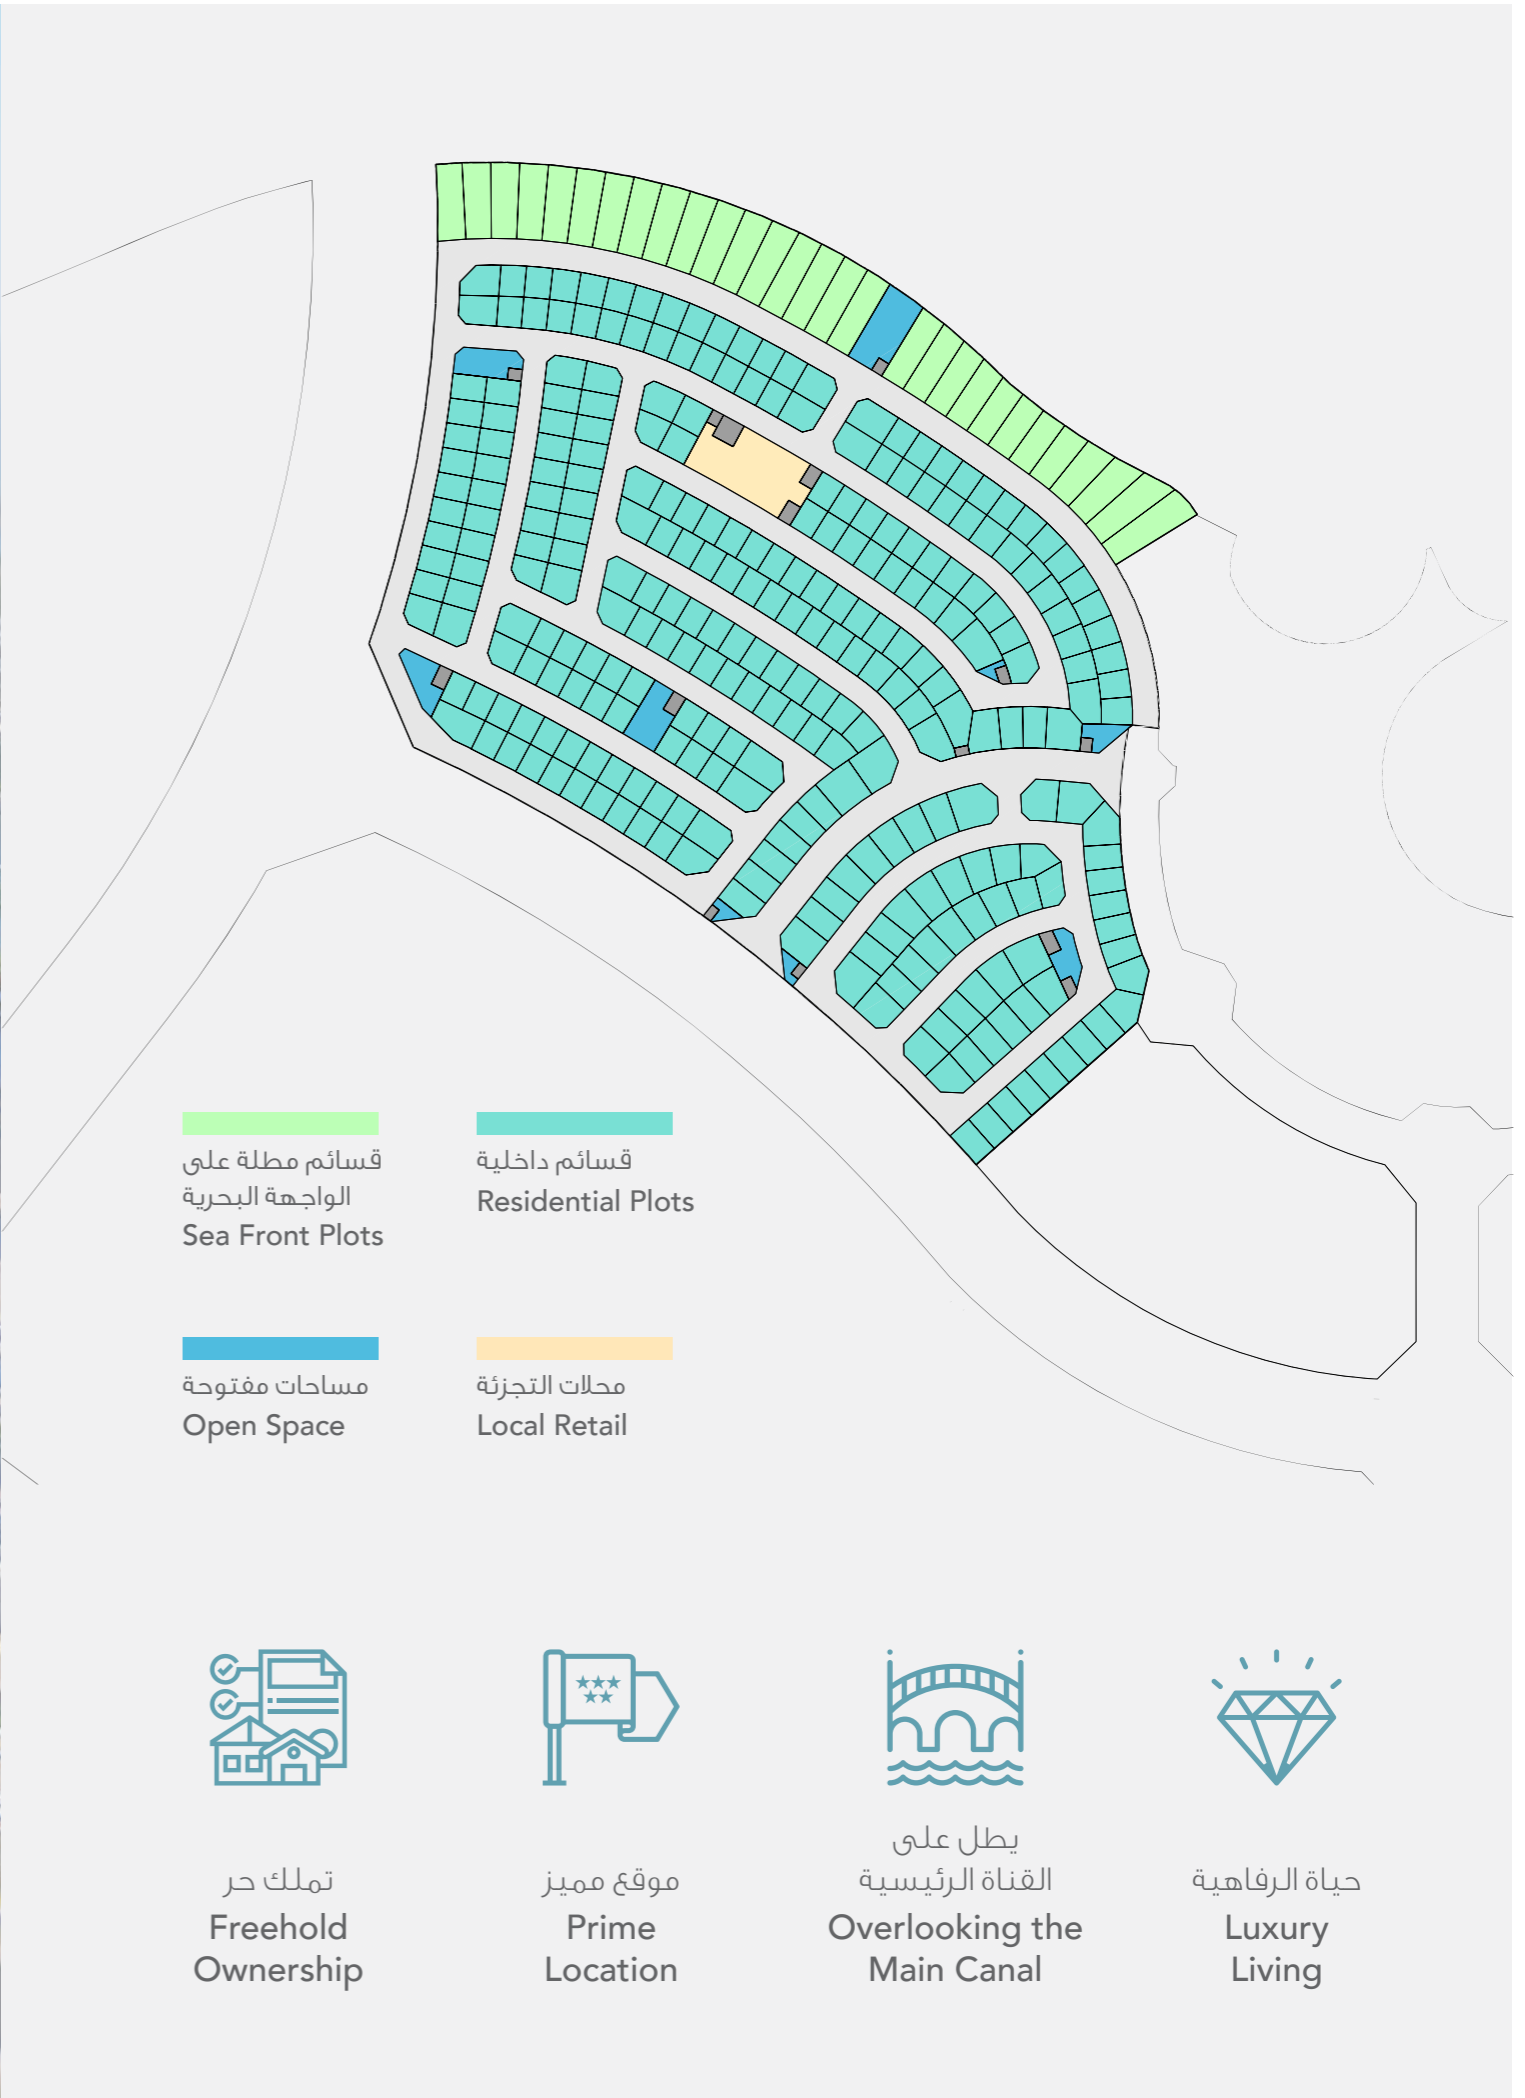 قسائم مطلة على
الواجهة البحرية
Sea Front Plots
قسائم داخلية
Residential Plots
مساحات مفتوحة
Open Space
محلات التجزئة
Local Retail
تملك حر
Freehold
Ownership
موقع مميز
Prime
Location
يطل على
القناة الرئيسية
Overlooking the
Main Canal
حياة الرفاهية
Luxury
Living